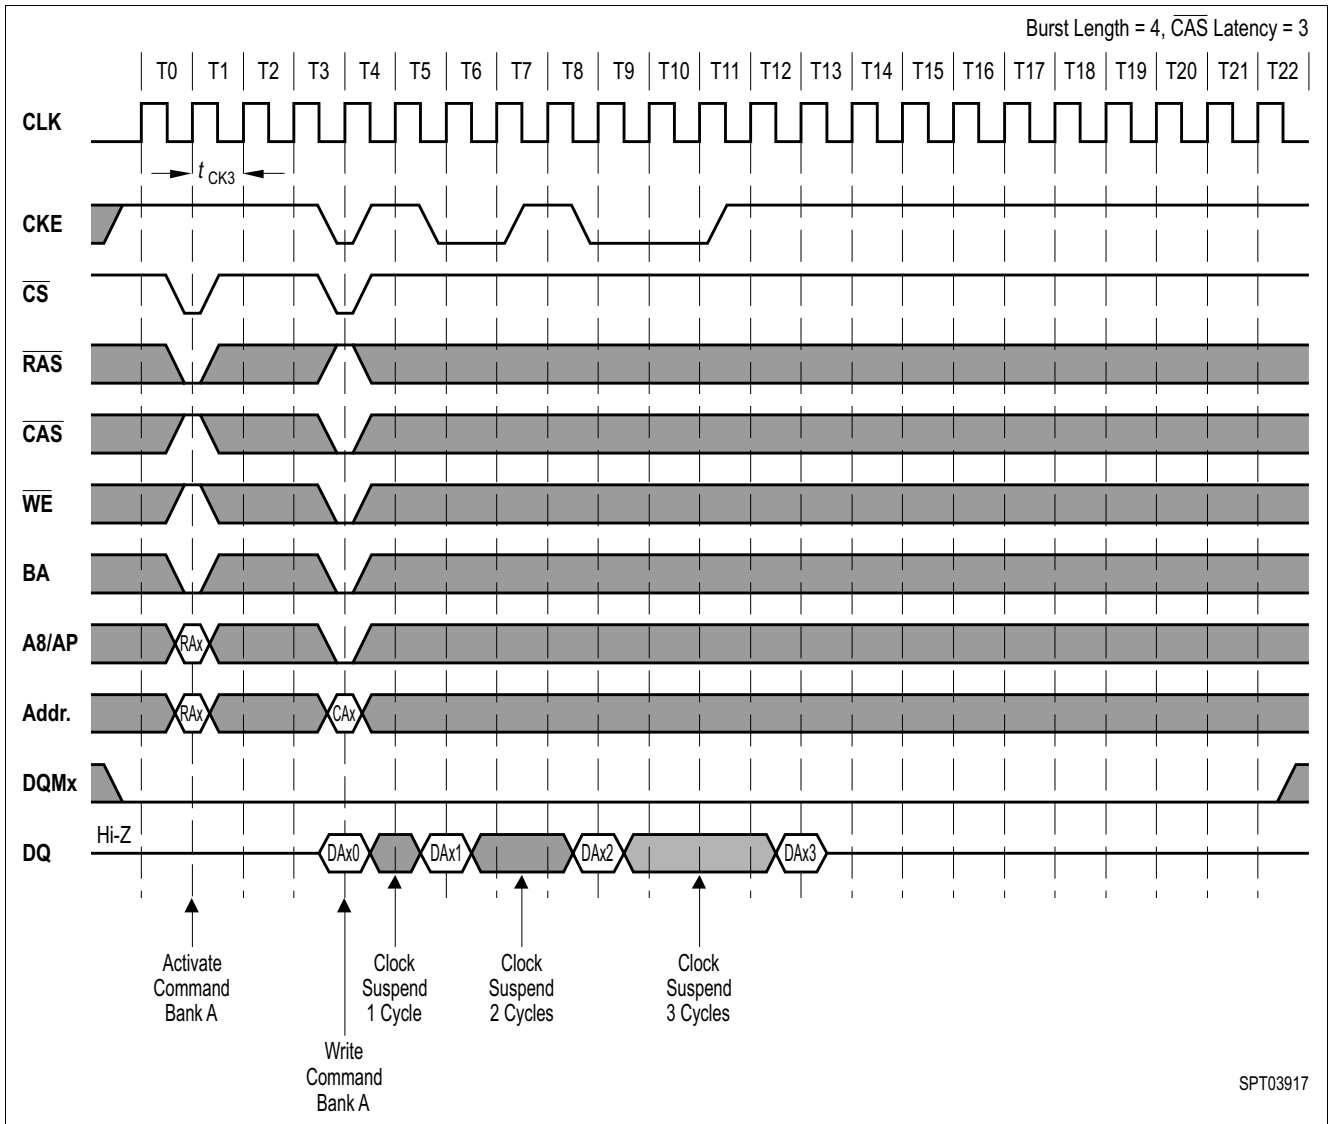 Burst Length = 4, CAS Latency = 3
T0 T1 T2 T3 T4 T5 T6 T7 T8 T9 T10 T11 T12 T13 T14 T15 T16 T17 T18 T19 T20 T21 T22
CLK
t CK3
CKE
CS
RAS
CAS
WE
BA
A8/AP RAx
Addr. RAx CAx
DQMx
Hi-Z
DQ DAx0 DAx1 DAx2 DAx3
Activate Clock Clock Clock
Command Suspend Suspend Suspend
Bank A 1 Cycle 2 Cycles 3 Cycles
Write
Command
Bank A
SPT03917